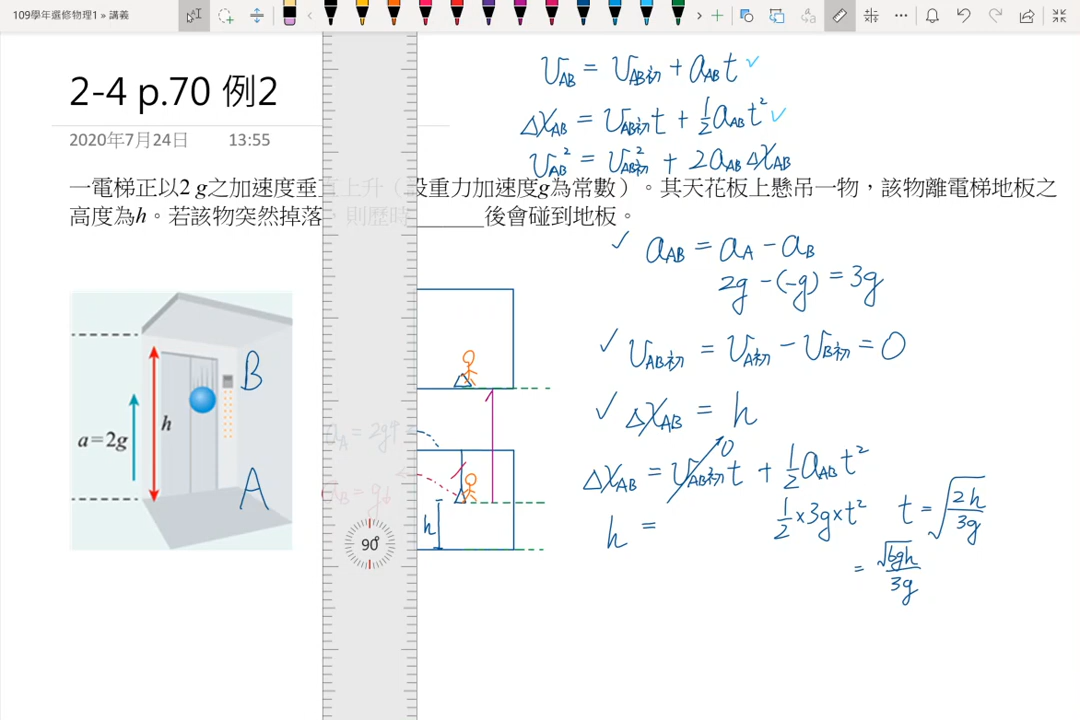 109學年選修物理1 » 講義
2-4 p.70 例2
2020年7月24日 13:55
V_AB = V_AB初 + a_AB t ✓
ΔX_AB = V_AB初 t + 1/2 a_AB t² ✓
V_AB² = V_AB初² + 2a_AB ΔX_AB
一電梯正以2 g之加速度垂直上升（設重力加速度g為常數）。其天花板上懸吊一物，該物離電梯地板之
高度為h。若該物突然掉落，則歷時______後會碰到地板。
✓ a_AB = a_A - a_B
2g - (-g) = 3g
✓ V_AB初 = V_A初 - V_B初 = 0
✓ ΔX_AB = h
ΔX_AB = V_AB初 t + 1/2 a_AB t²
0
h = 1/2 × 3g × t² t = √(2h/3g)
= √6gh/3g
B
h
a=2g
A
a_A = 2g↑
a_B = g↓
h
90°